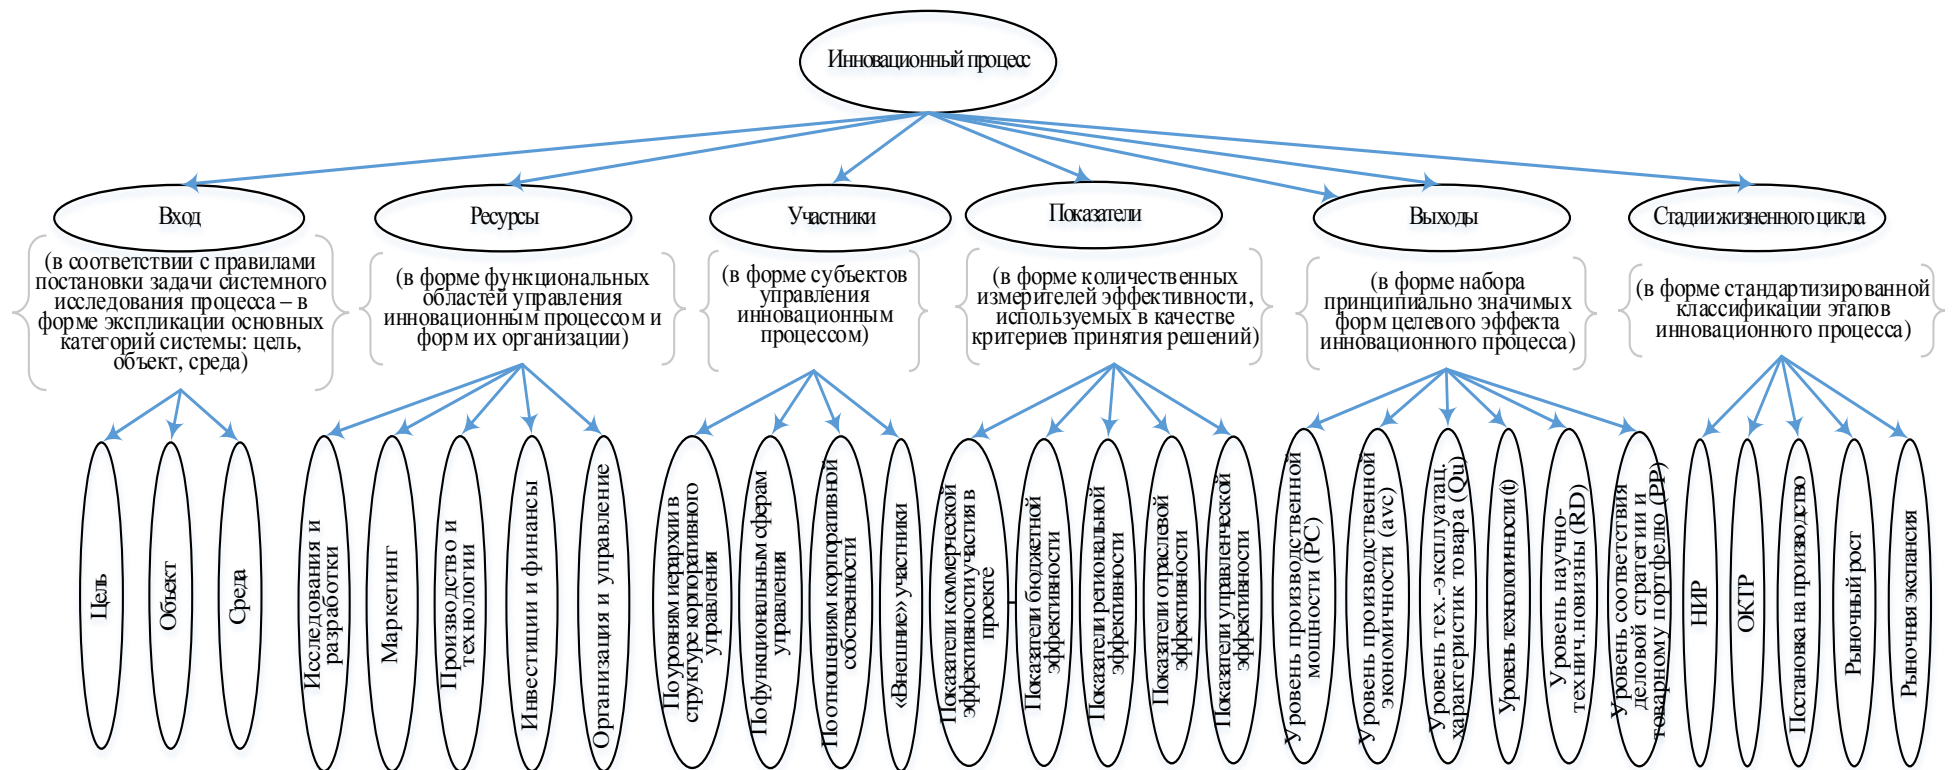 Инновационный процесс
Вход
Ресурсы
Участники
Показатели
Выходы
Стадии жизненного цикла
(в соответствии с правилами
постановки задачи системного
исследования процесса – в
форме экспликации основных
категорий системы: цель,
объект, среда)
(в форме функциональных
областей управления
инновационным процессом и
форм их организации)
(в форме субъектов
управления
инновационным
процессом)
(в форме количественных
измерителей эффективности,
используемых в качестве
критериев принятия решений)
(в форме набора
принципиально значимых
форм целевого эффекта
инновационного процесса)
(в форме стандартизированной
классификации этапов
инновационного процесса)
Цель
Объект
Среда
Исследования и
разработки
Маркетинг
Производство и
технологии
Инвестиции и финансы
Организация и управление
По уровням иерархии в
структуре корпоративного
управления
По функциональным сферам
управления
По отношениям корпоративной
собственности
«Внешние» участники
Показатели коммерческой
эффективности участия в
проекте
Показатели бюджетной
эффективности
Показатели региональной
эффективности
Показатели отраслевой
эффективности
Показатели управленческой
эффективности
Уровень производственной
мощности (PC)
Уровень производственной
экономичности (avc)
Уровень тех.-эксплуатац.
характеристик товара (Qu)
Уровень технологичности (t)
Уровень научно-
технич. новизны (RD)
Уровень соответствия
деловой стратегии и
товарному портфелю (PP)
НИР
ОКТР
Постановка на производство
Рыночный рост
Рыночная экспансия